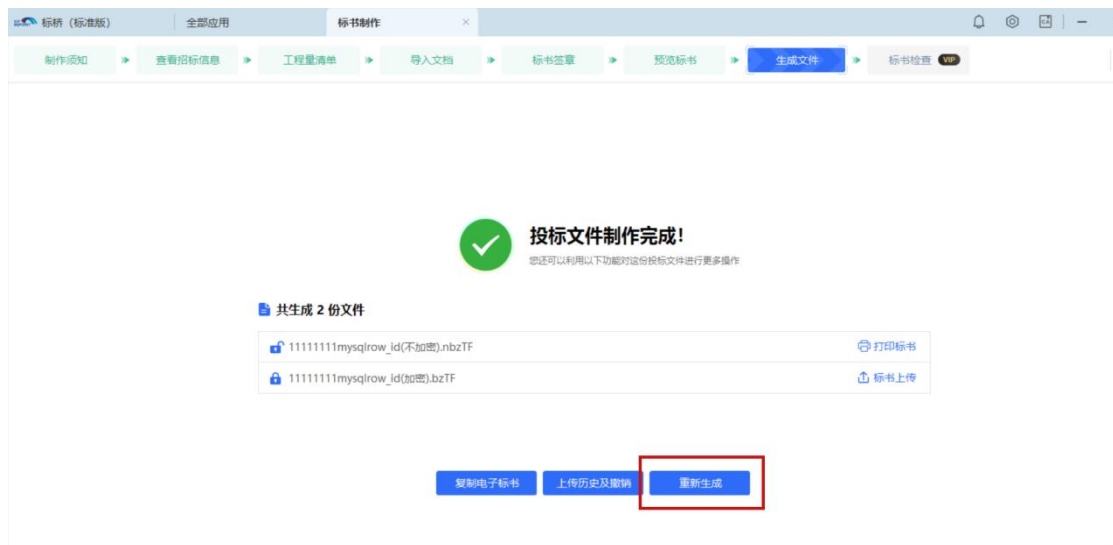 标桥（标准版） 全部应用 标书制作
制作须知 查看招标信息 工程量清单 导入文档 标书签章 预览标书 生成文件 标书检查 VIP
投标文件制作完成！
您还可以利用以下功能对这份投标文件进行更多操作
共生成 2 份文件
11111111mysqlrow_id(不加密).nbzTF 打印标书
11111111mysqlrow_id(加密).bzTF 标书上传
复制电子标书 上传历史及撤销 重新生成